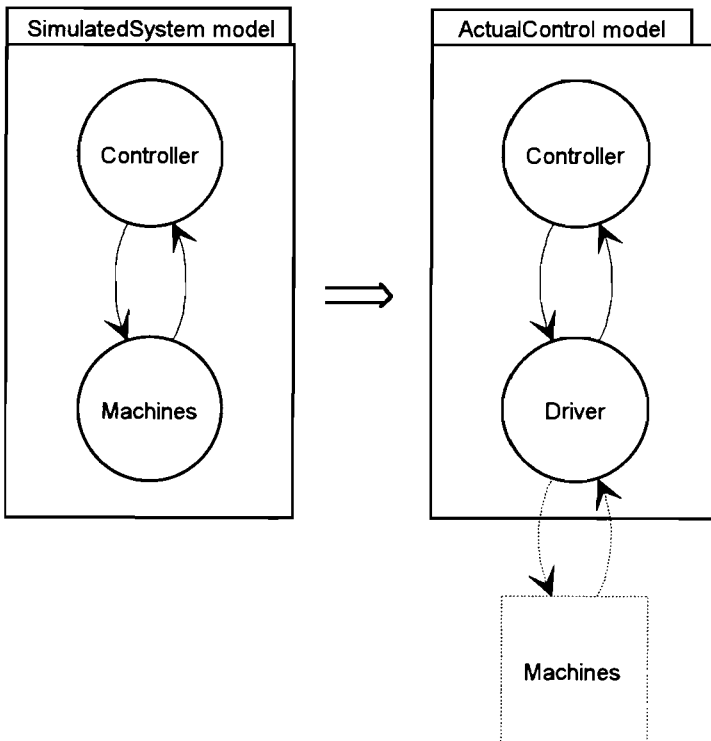 SimulatedSystem model
Controller
Machines
ActualControl model
Controller
Driver
Machines